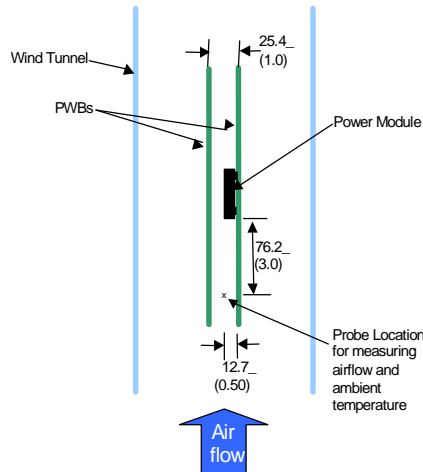 25.4_
(1.0)
Wind Tunnel
PWBs
Power Module
76.2_
(3.0)
x
Probe Location
for measuring
airflow and
ambient
temperature
12.7_
(0.50)
Air
flow